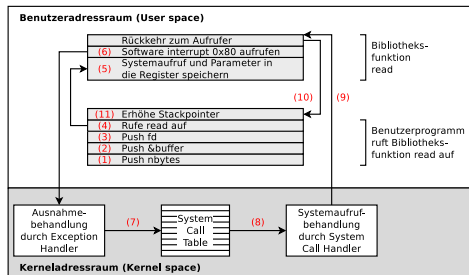 Benutzeradressraum (User space)
Rückkehr zum Aufrufer
(6) Software interrupt 0x80 aufrufen
(5) Systemaufruf und Parameter in
die Register speichern
Bibliotheks-
funktion
read
(10)
(9)
(11) Erhöhe Stackpointer
(4) Rufe read auf
(3) Push fd
(2) Push &buffer
(1) Push nbytes
Benutzerprogramm
ruft Bibliotheks-
funktion read auf
Ausnahme-
behandlung
durch Exception
Handler
(7)
System
Call
Table
(8)
Systemaufruf-
behandlung
durch System
Call Handler
Kerneladressraum (Kernel space)